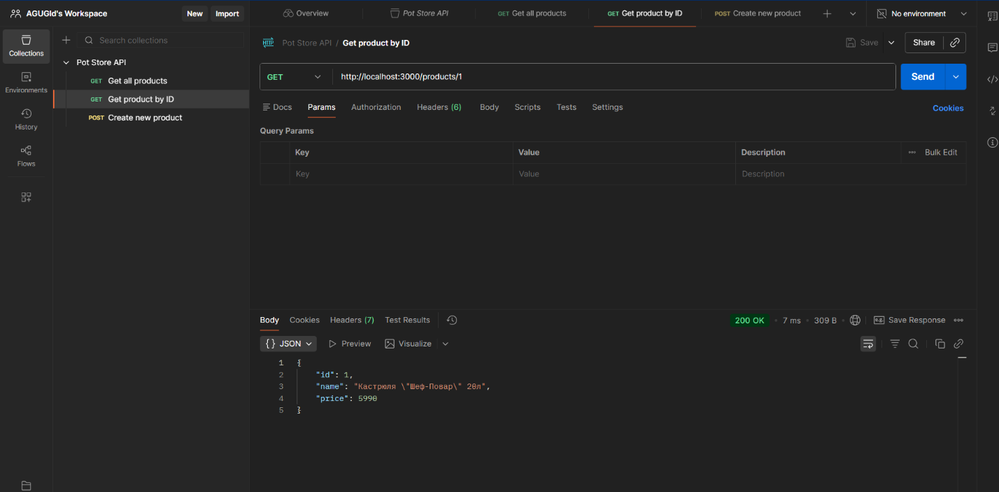 AGUGId's Workspace
New
Import
Overview
Pot Store API
GET Get all products
GET Get product by ID
POST Create new product
No environment
Collections
Environments
History
Flows
Search collections
Pot Store API
GET Get all products
GET Get product by ID
POST Create new product
HTTP Pot Store API / Get product by ID
Save
Share
GET
http://localhost:3000/products/1
Send
Docs
Params
Authorization
Headers (6)
Body
Scripts
Tests
Settings
Cookies
Query Params
Key
Value
Description
Bulk Edit
Key
Value
Description
Body
Cookies
Headers (7)
Test Results
200 OK • 7 ms • 309 B
Save Response
{} JSON
Preview
Visualize
1 {
2 "id": 1,
3 "name": "Кастрюля \"Шеф-Повар\" 20л",
4 "price": 5990
5 }